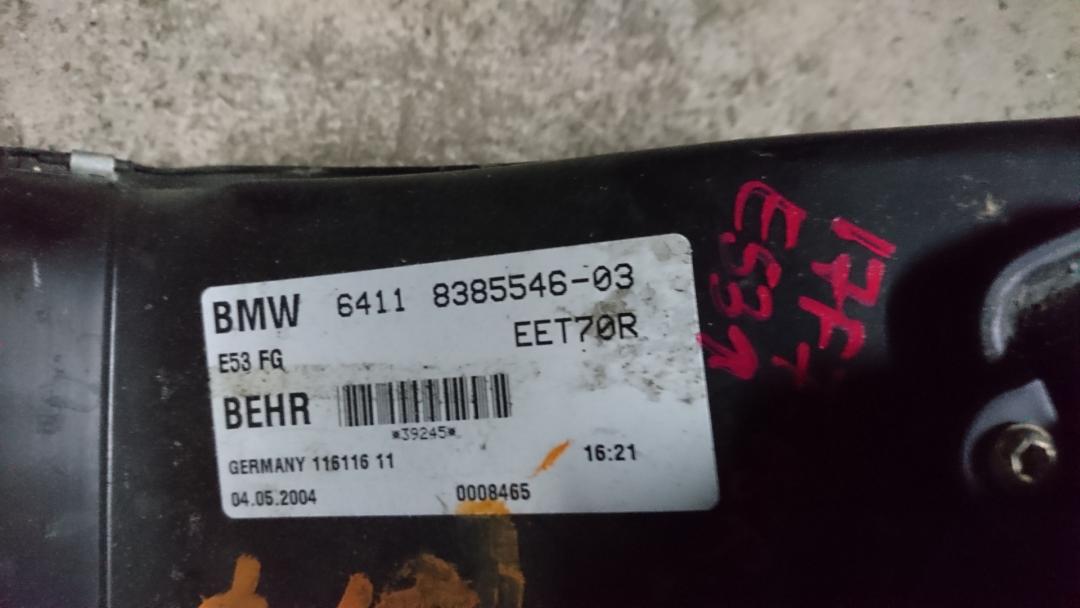 BMW 6411 8385546-03
EET70R
E53 FG
BEHR
*39245*
GERMANY 116116 11
16:21
04.05.2004
0008465
E53